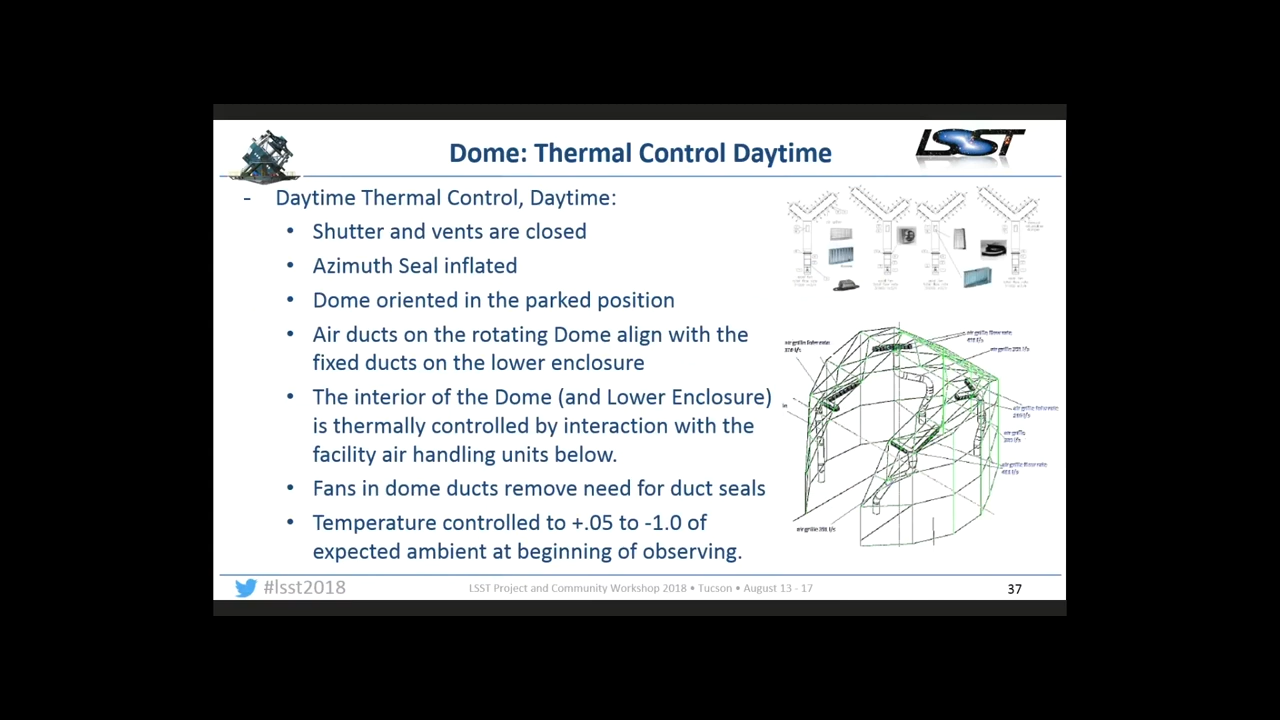 Dome: Thermal Control Daytime
LSST
- Daytime Thermal Control, Daytime:
• Shutter and vents are closed
• Azimuth Seal inflated
• Dome oriented in the parked position
• Air ducts on the rotating Dome align with the
fixed ducts on the lower enclosure
• The interior of the Dome (and Lower Enclosure)
is thermally controlled by interaction with the
facility air handling units below.
• Fans in dome ducts remove need for duct seals
• Temperature controlled to +.05 to -1.0 of
expected ambient at beginning of observing.
#lsst2018
LSST Project and Community Workshop 2018 • Tucson • August 13 - 17
37